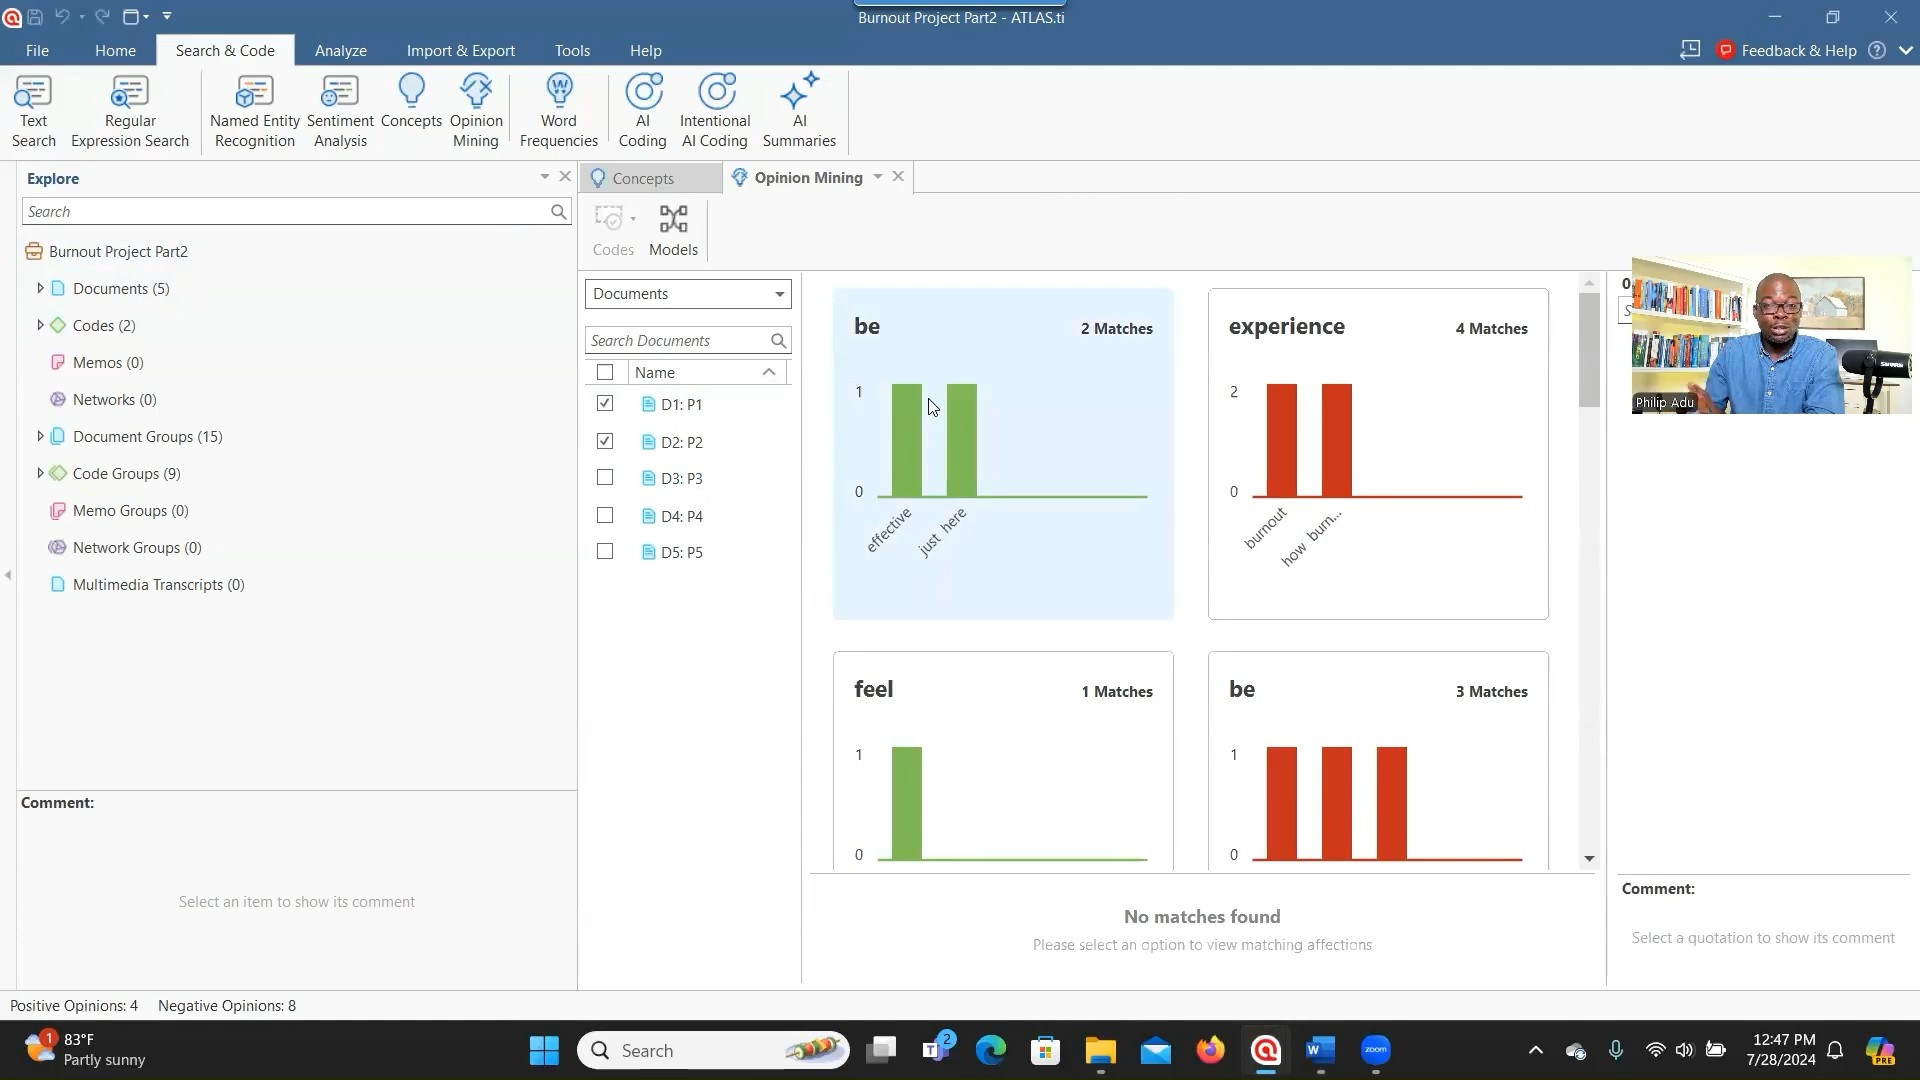 Burnout Project Part2 - ATLAS.ti
File
Home
Search & Code
Analyze
Import & Export
Tools
Help
Feedback & Help
Text
Search
Regular
Expression Search
Named Entity
Recognition
Sentiment
Analysis
Concepts
Opinion
Mining
Word
Frequencies
AI
Coding
Intentional
AI Coding
AI
Summaries
Explore
Search
Burnout Project Part2
Documents (5)
Codes (2)
Memos (0)
Networks (0)
Document Groups (15)
Code Groups (9)
Memo Groups (0)
Network Groups (0)
Multimedia Transcripts (0)
Comment:
Select an item to show its comment
Concepts
Opinion Mining
Codes
Models
Documents
Search Documents
Name
D1: P1
D2: P2
D3: P3
D4: P4
D5: P5
be
2 Matches
1
0
effective
just here
experience
4 Matches
2
0
burnout
how burn...
feel
1 Matches
1
0
be
3 Matches
1
0
No matches found
Please select an option to view matching affections
Philip Adu
Comment:
Select a quotation to show its comment
Positive Opinions: 4
Negative Opinions: 8
1
83°F
Partly sunny
Search
2
zoom
12:47 PM
7/28/2024
PRE